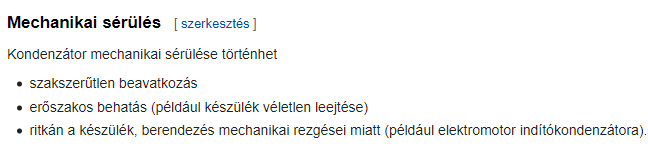 Mechanikai sérülés [ szerkesztés ]
Kondenzátor mechanikai sérülése történhet
• szakszerűtlen beavatkozás
• erőszakos behatás (például készülék véletlen leejtése)
• ritkán a készülék, berendezés mechanikai rezgései miatt (például elektromotor indítókondenzátora).